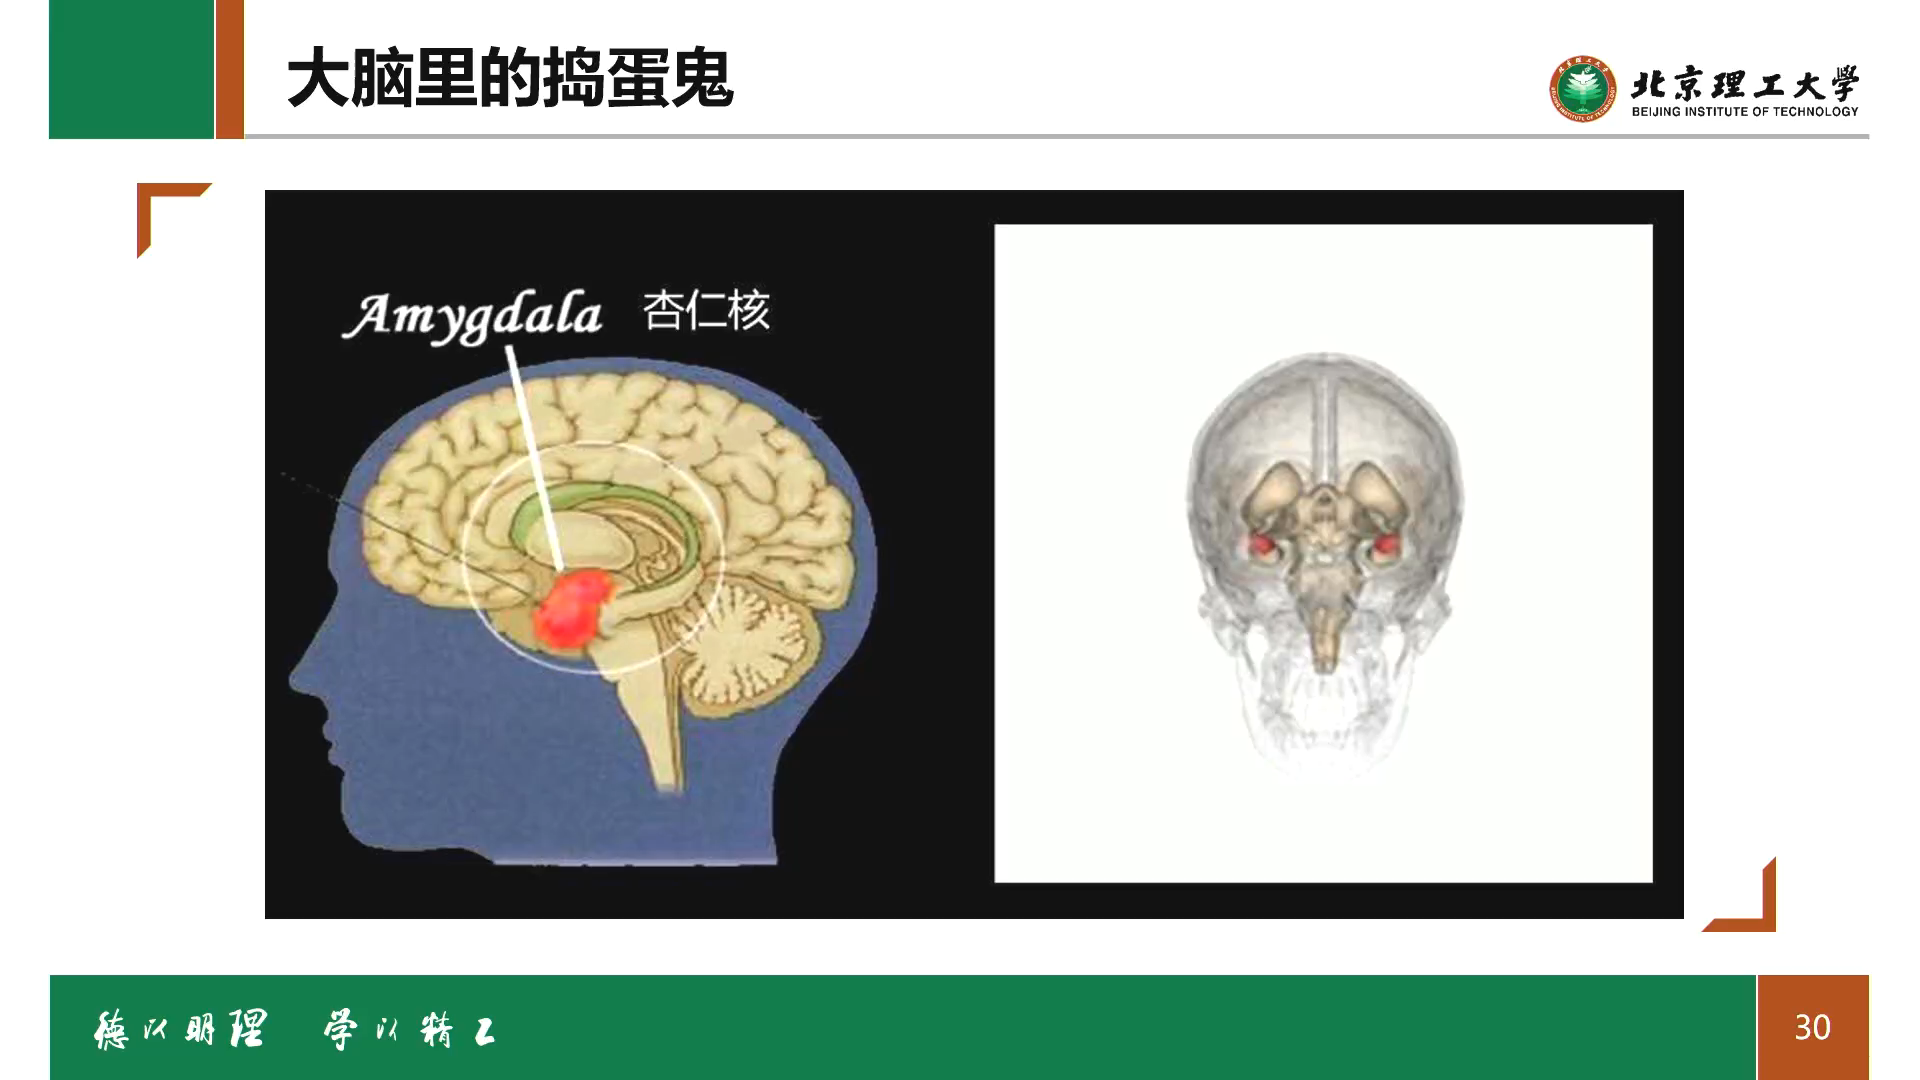 大脑里的捣蛋鬼
北京理工大学
BEIJING INSTITUTE OF TECHNOLOGY
Amygdala 杏仁核
德以明理 学以精工
30